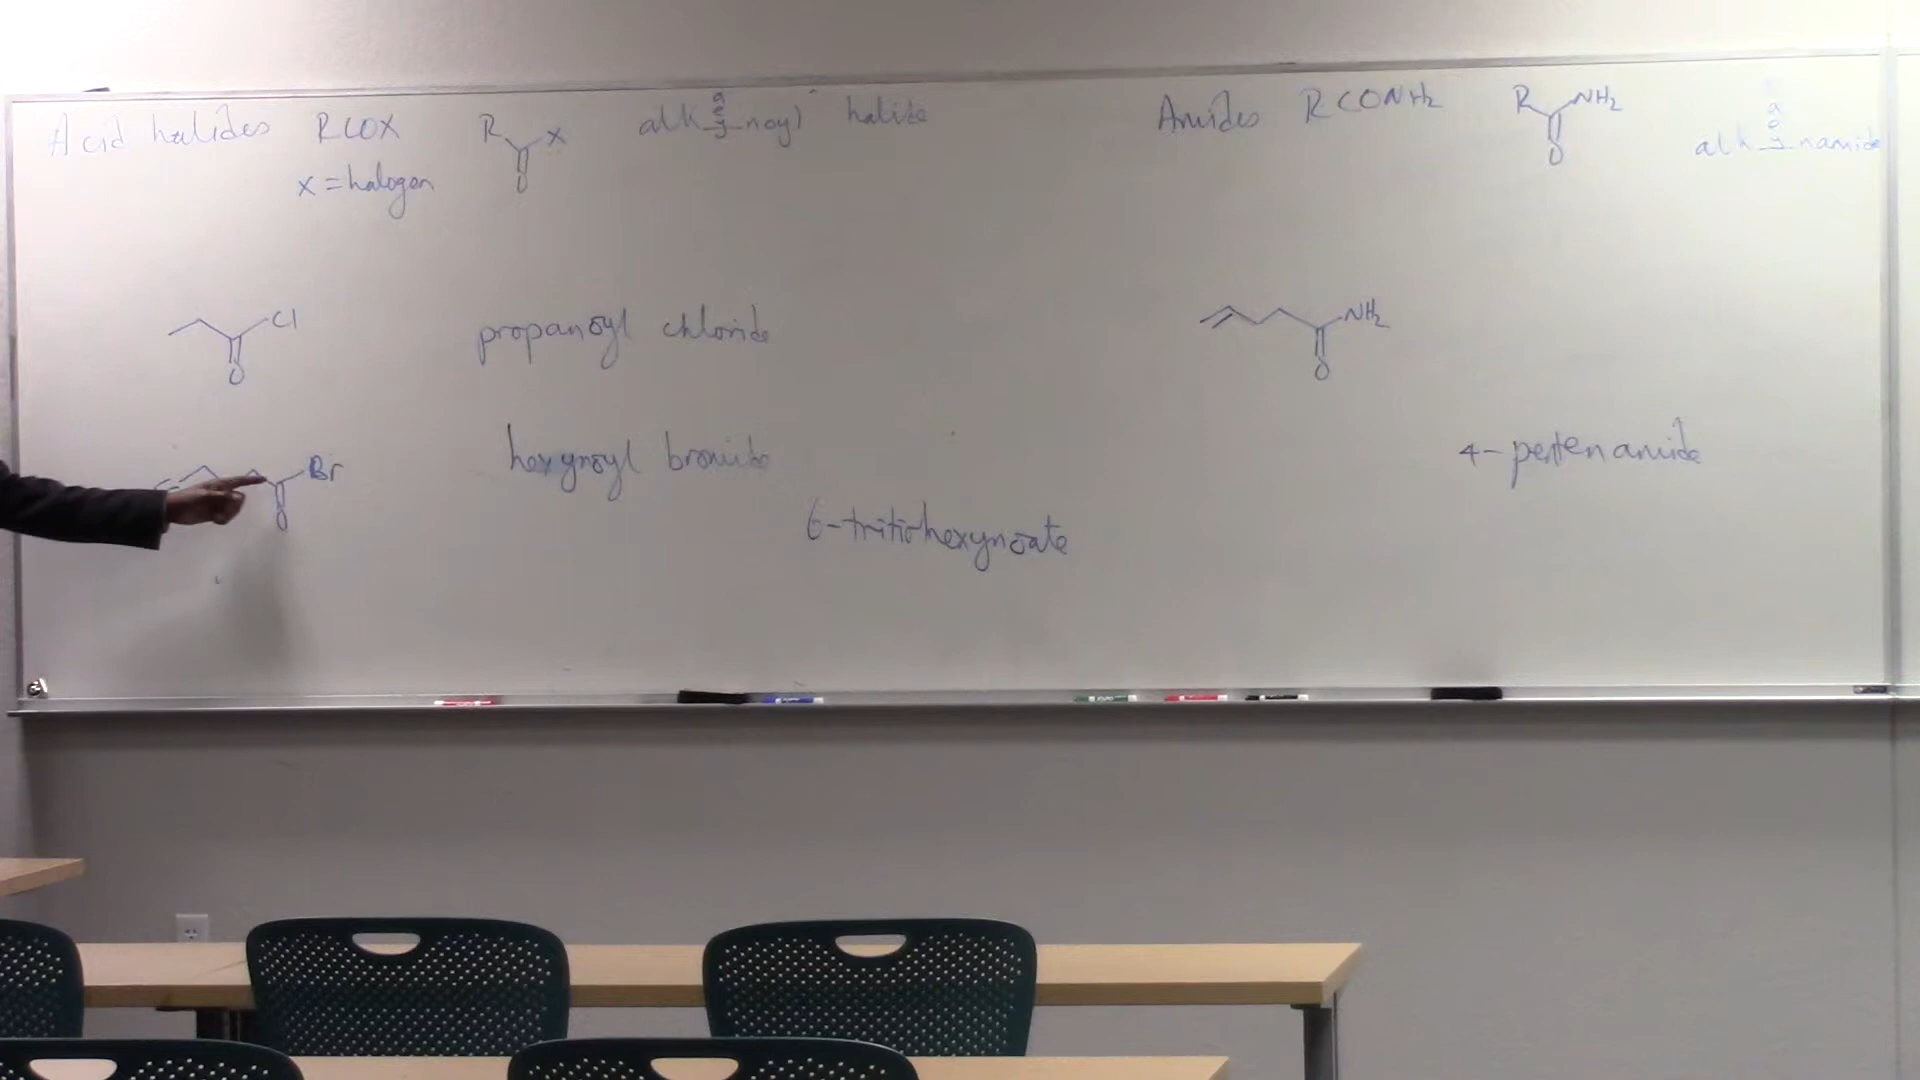 Acid halides RCOX
X = halogen
R X
O
alk a e y noyl halide
propanoyl chloride
Cl
O
hexynoyl bromide
Br
O
6-tritiohexynoate
Amides RCONH2
R NH2
O
alk a e y namide
NH2
O
4-pentenamide